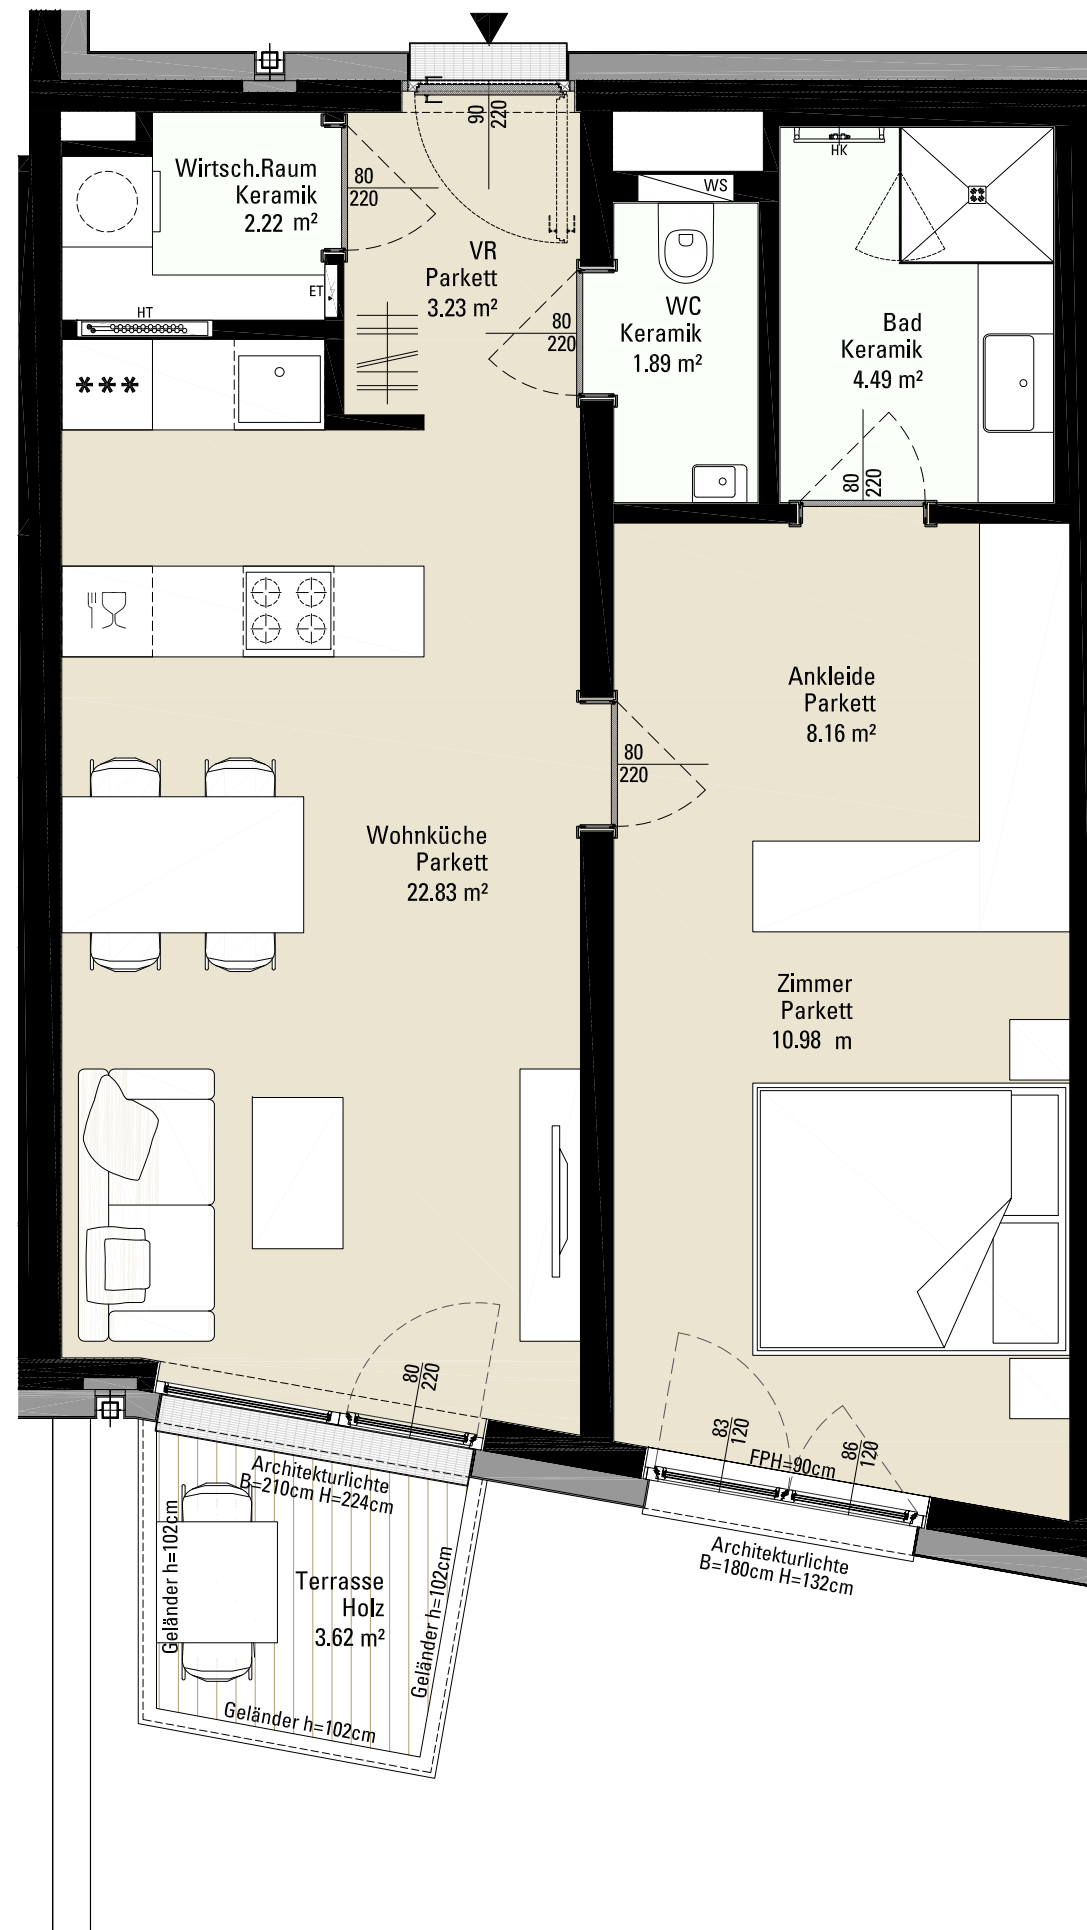 90
220
Wirtsch.Raum
Keramik
2.22 m²
80
220
VR
Parkett
3.23 m²
ET
HT
WS
WC
Keramik
1.89 m²
80
220
HK
Bad
Keramik
4.49 m²
80
220
***
Ankleide
Parkett
8.16 m²
80
220
Wohnküche
Parkett
22.83 m²
Zimmer
Parkett
10.98 m
80
220
Architekturlichte
B=210cm H=224cm
83
120
FPH=90cm
86
120
Architekturlichte
B=180cm H=132cm
Geländer h=102cm
Terrasse
Holz
3.62 m²
Geländer h=102cm
Geländer h=102cm